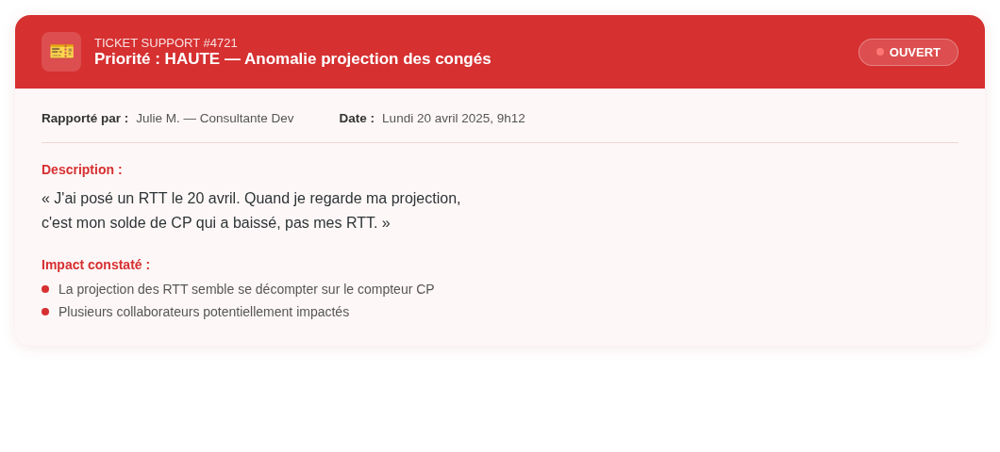 TICKET SUPPORT #4721
Priorité : HAUTE — Anomalie projection des congés
OUVERT
Rapporté par : Julie M. — Consultante Dev Date : Lundi 20 avril 2025, 9h12
Description :
« J'ai posé un RTT le 20 avril. Quand je regarde ma projection,
c'est mon solde de CP qui a baissé, pas mes RTT. »
Impact constaté :
La projection des RTT semble se décompter sur le compteur CP
Plusieurs collaborateurs potentiellement impactés